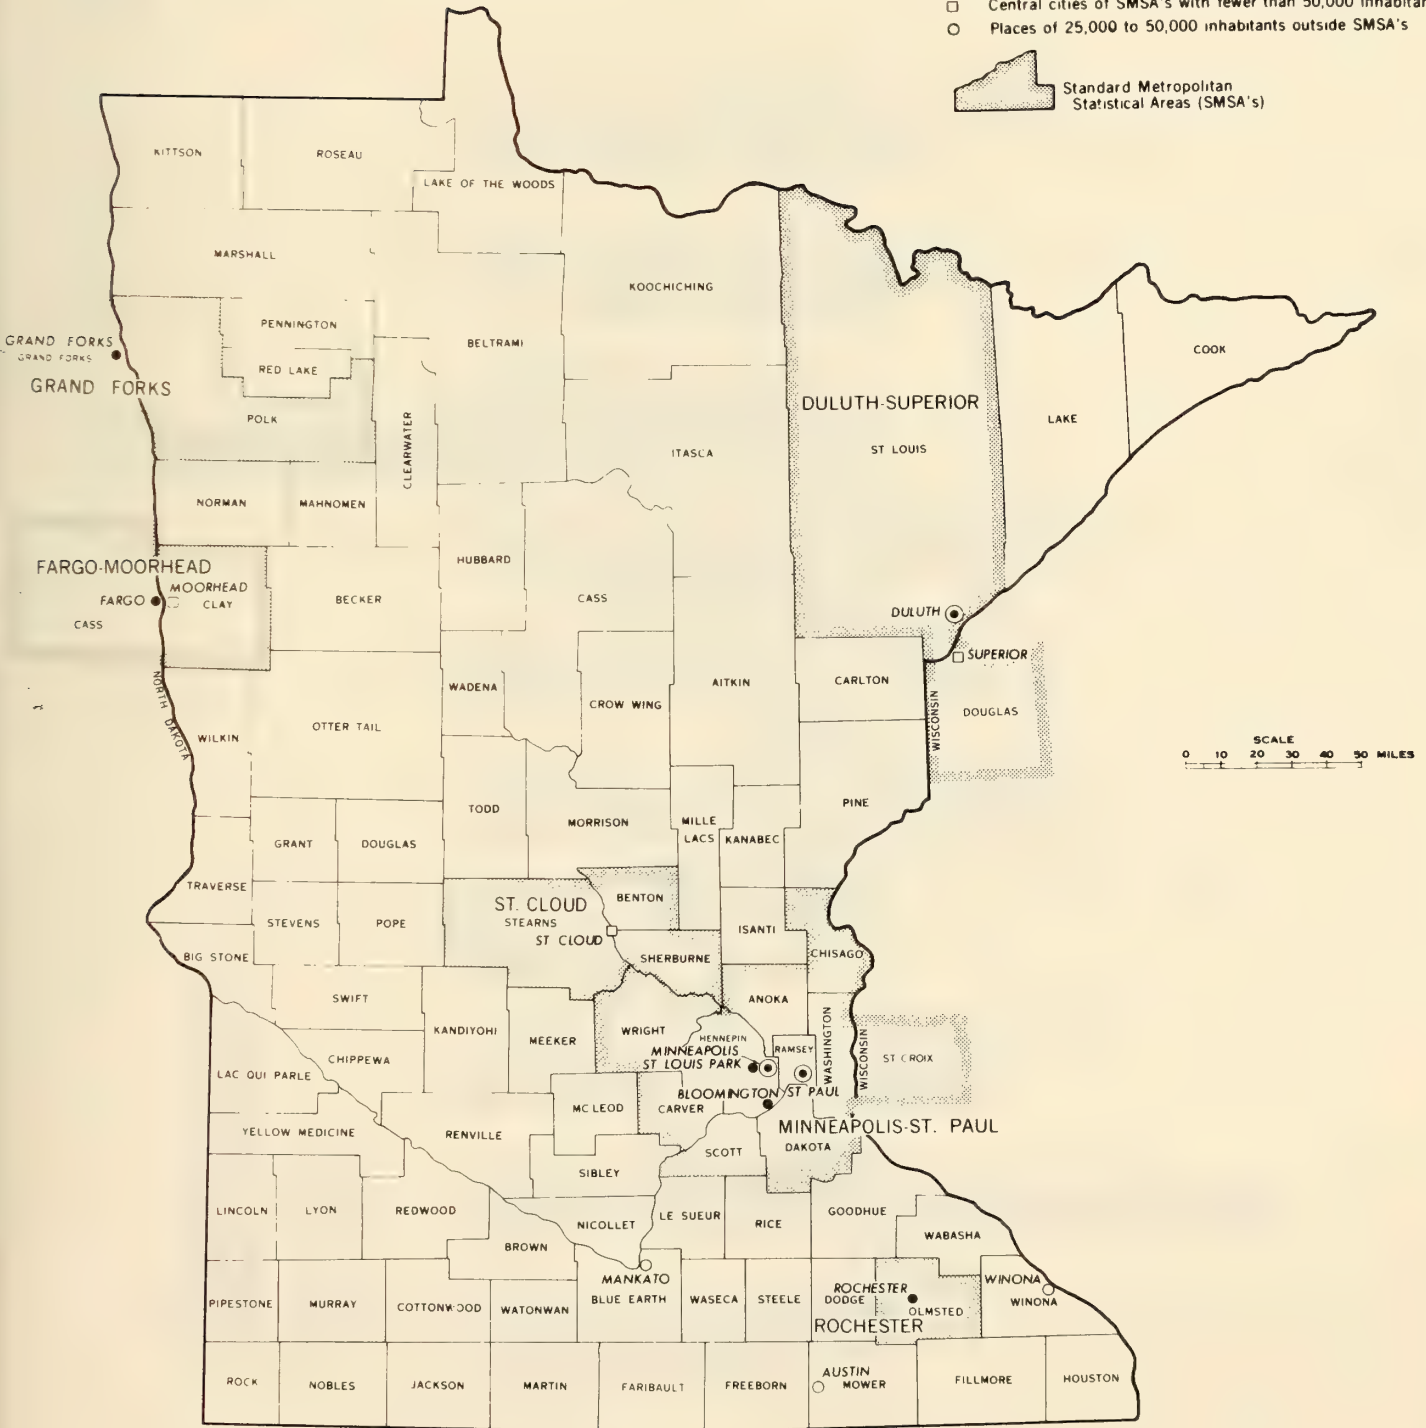 Central cities of SMSA's with fewer than 50,000
Places of 25,000 to 50,000 inhabitants outside SMSA's
Standard Metropolitan
Statistical Areas (SMSA's)
KITTSON
ROSEAU
LAKE OF THE WOODS
MARSHALL
KOOCHICHING
PENNINGTON
BELTRAMI
GRAND FORKS
GRAND FORKS
GRAND FORKS
RED LAKE
COOK
POLK
CLEARWATER
DULUTH-SUPERIOR
ST LOUIS
LAKE
ITASCA
NORMAN
MAHNOMEN
HUBBARD
FARGO-MOORHEAD
MOORHEAD
FARGO
CLAY
CASS
BECKER
CASS
DULUTH
SUPERIOR
NORTH DAKOTA
WADENA
AITKIN
CARLTON
WISCONSIN
DOUGLAS
CROW WING
OTTER TAIL
WILKIN
SCALE
0 10 20 30 40 50 MILES
TODD
MORRISON
MILLE
LACS
KANABEC
PINE
GRANT
DOUGLAS
TRAVERSE
BENTON
ST. CLOUD
STEARNS
ST CLOUD
STEVENS
POPE
ISANTI
CHISAGO
BIG STONE
SHERBURNE
SWIFT
ANOKA
KANDIYOHI
MEEKER
WRIGHT
HENNEPIN
MINNEAPOLIS
ST LOUIS PARK
RAMSEY
WASHINGTON
WISCONSIN
ST CROIX
CHIPPEWA
LAC QUI PARLE
BLOOMINGTON
ST PAUL
MC LEOD
CARVER
MINNEAPOLIS-ST. PAUL
YELLOW MEDICINE
RENVILLE
DAKOTA
SCOTT
SIBLEY
LINCOLN
LYON
REDWOOD
NICOLLET
LE SUEUR
RICE
GOODHUE
WABASHA
BROWN
MANKATO
BLUE EARTH
PIPESTONE
MURRAY
COTTONWOOD
WATONWAN
WASECA
STEELE
ROCHESTER
DODGE
OLMSTED
ROCHESTER
WINONA
WINONA
ROCK
NOBLES
JACKSON
MARTIN
FARIBAULT
FREEBORN
AUSTIN
MOWER
FILLMORE
HOUSTON